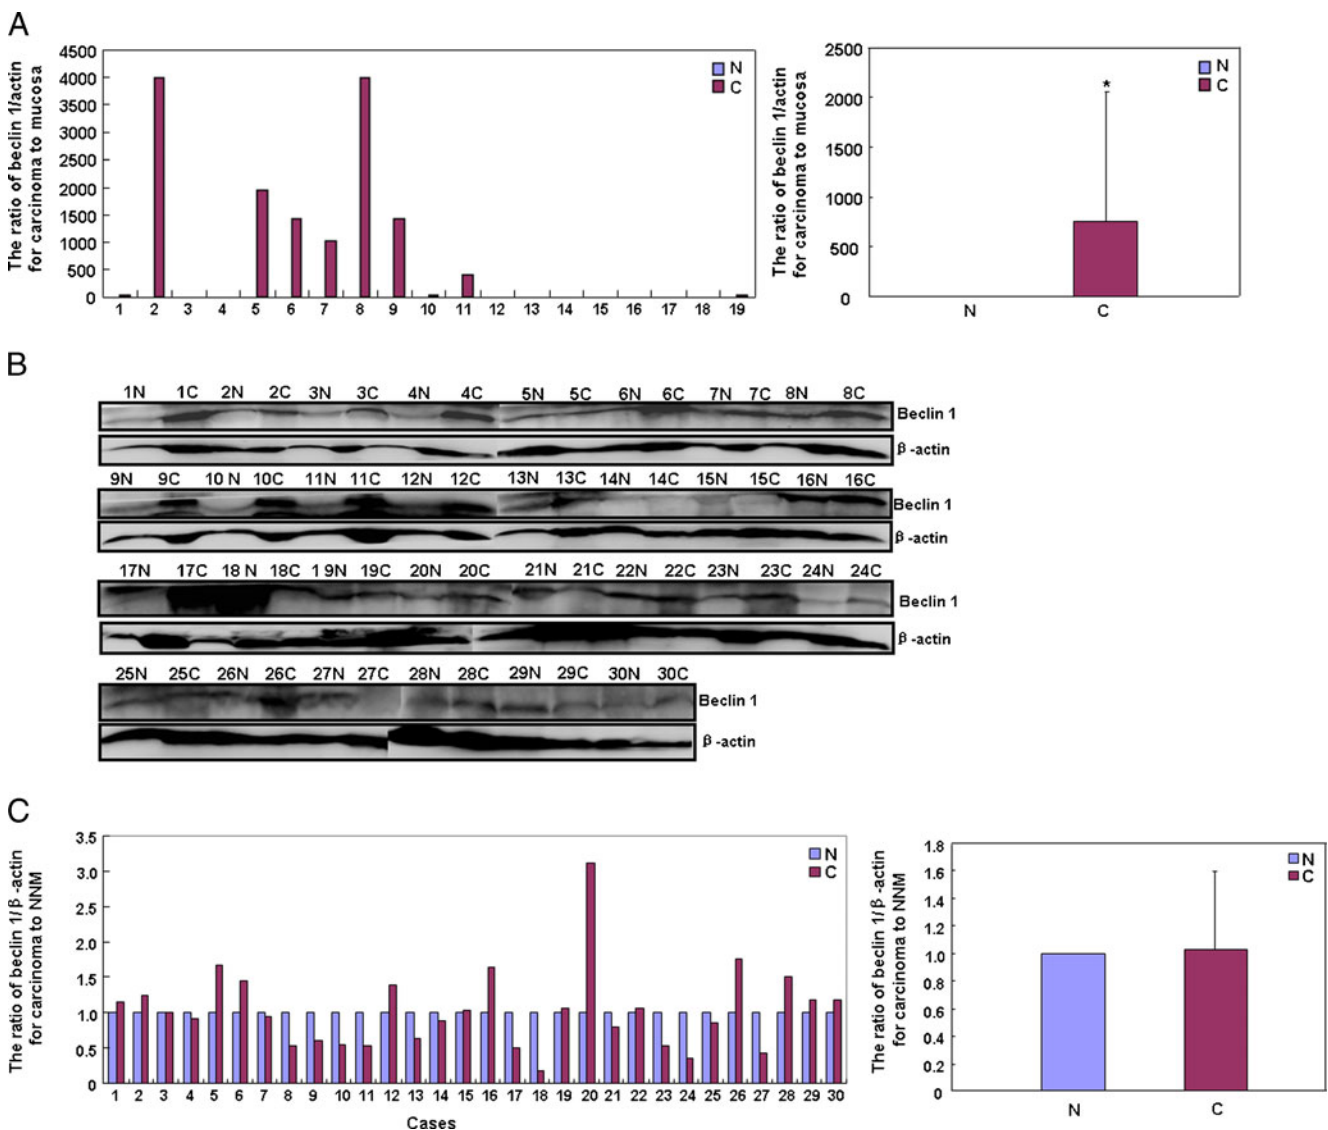 A
The ratio of beclin 1/actin
for carcinoma to mucosa
4500
4000
3500
3000
2500
2000
1500
1000
500
0
N
C
1 2 3 4 5 6 7 8 9 10 11 12 13 14 15 16 17 18 19
The ratio of beclin 1/actin
for carcinoma to mucosa
2500
2000
1500
1000
500
0
*
N
C
N C
B
1N 1C 2N 2C 3N 3C 4N 4C 5N 5C 6N 6C 7N 7C 8N 8C
Beclin 1
β-actin
9N 9C 10 N 10C 11N 11C 12N 12C 13N 13C 14N 14C 15N 15C 16N 16C
Beclin 1
β-actin
17N 17C 18 N 18C 1 9N 19C 20N 20C 21N 21C 22N 22C 23N 23C 24N 24C
Beclin 1
β-actin
25N 25C 26N 26C 27N 27C 28N 28C 29N 29C 30N 30C
Beclin 1
β-actin
C
The ratio of beclin 1/β-actin
for carcinoma to NNM
3.5
3.0
2.5
2.0
1.5
1.0
0.5
0
N
C
1 2 3 4 5 6 7 8 9 10 11 12 13 14 15 16 17 18 19 20 21 22 23 24 25 26 27 28 29 30
Cases
The ratio of beclin 1/β-actin
for carcinoma to NNM
1.8
1.6
1.4
1.2
1.0
0.8
0.6
0.4
0.2
0
N
C
N C